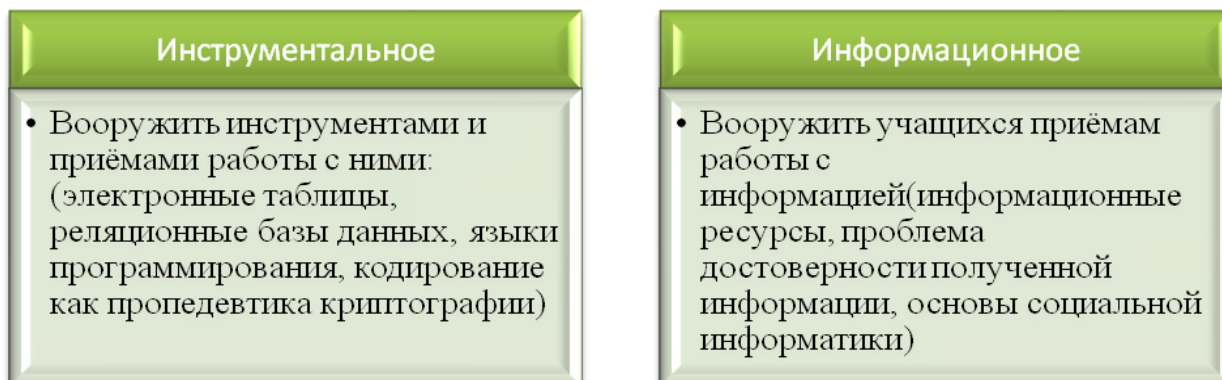 Инструментальное
• Вооружить инструментами и
приёмами работы с ними:
(электронные таблицы,
реляционные базы данных, языки
программирования, кодирование
как пропедевтика криптографии)
Информационное
• Вооружить учащихся приёмам
работы с
информацией(информационные
ресурсы, проблема
достоверности полученной
информации, основы социальной
информатики)